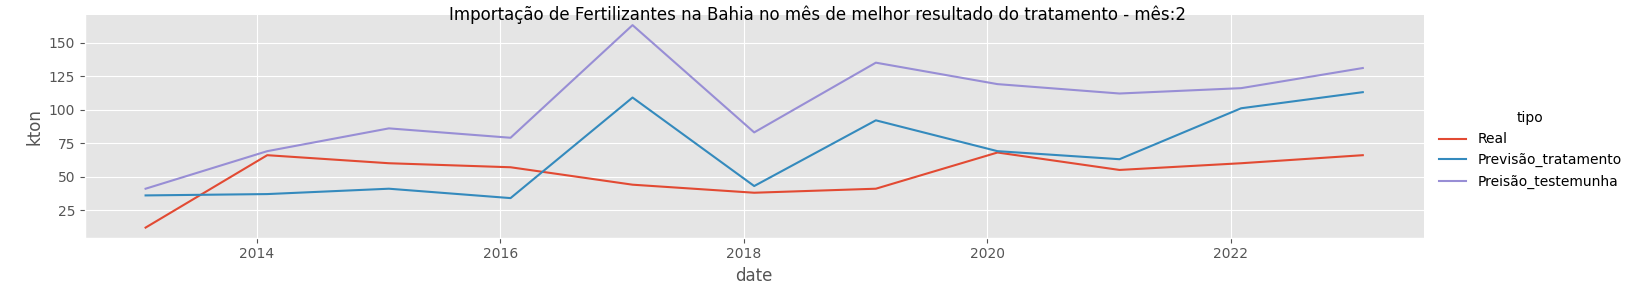 Importação de Fertilizantes na Bahia no mês de melhor resultado do tratamento - mês:2
150
125
100
75
50
25
kton
2014
2016
2018
2020
2022
date
tipo
Real
Previsão_tratamento
Preisão_testemunha